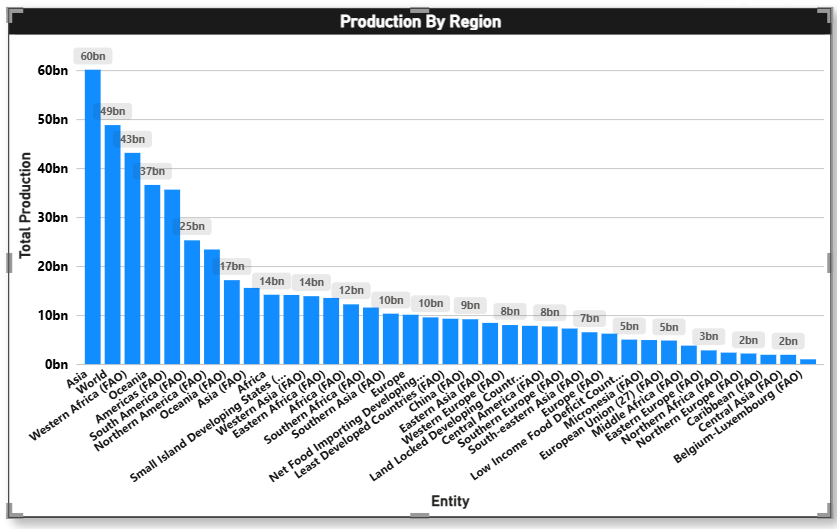 Production By Region
Total Production
60bn
50bn
40bn
30bn
20bn
10bn
0bn
60bn
49bn
43bn
37bn
25bn
17bn
14bn
14bn
12bn
10bn
10bn
9bn
8bn
8bn
7bn
5bn
5bn
3bn
2bn
2bn
Asia
World
Western Africa (FAO)
Oceania
Americas (FAO)
South America (FAO)
Northern America (FAO)
Oceania (FAO)
Asia (FAO)
Africa
Small Island Developing States (...
Western Asia (FAO)
Eastern Africa (FAO)
Africa (FAO)
Southern Africa (FAO)
Southern Asia (FAO)
Europe
Net Food Importing Developing...
Least Developed Countries (FAO)
China (FAO)
Eastern Asia (FAO)
Western Europe (FAO)
Land Locked Developing Countr...
Central America (FAO)
Southern Europe (FAO)
South-eastern Asia (FAO)
Europe (FAO)
Low Income Food Deficit Count...
Micronesia (FAO)
European Union (27) (FAO)
Middle Africa (FAO)
Eastern Europe (FAO)
Northern Africa (FAO)
Northern Europe (FAO)
Caribbean (FAO)
Central Asia (FAO)
Belgium-Luxembourg (FAO)
Entity